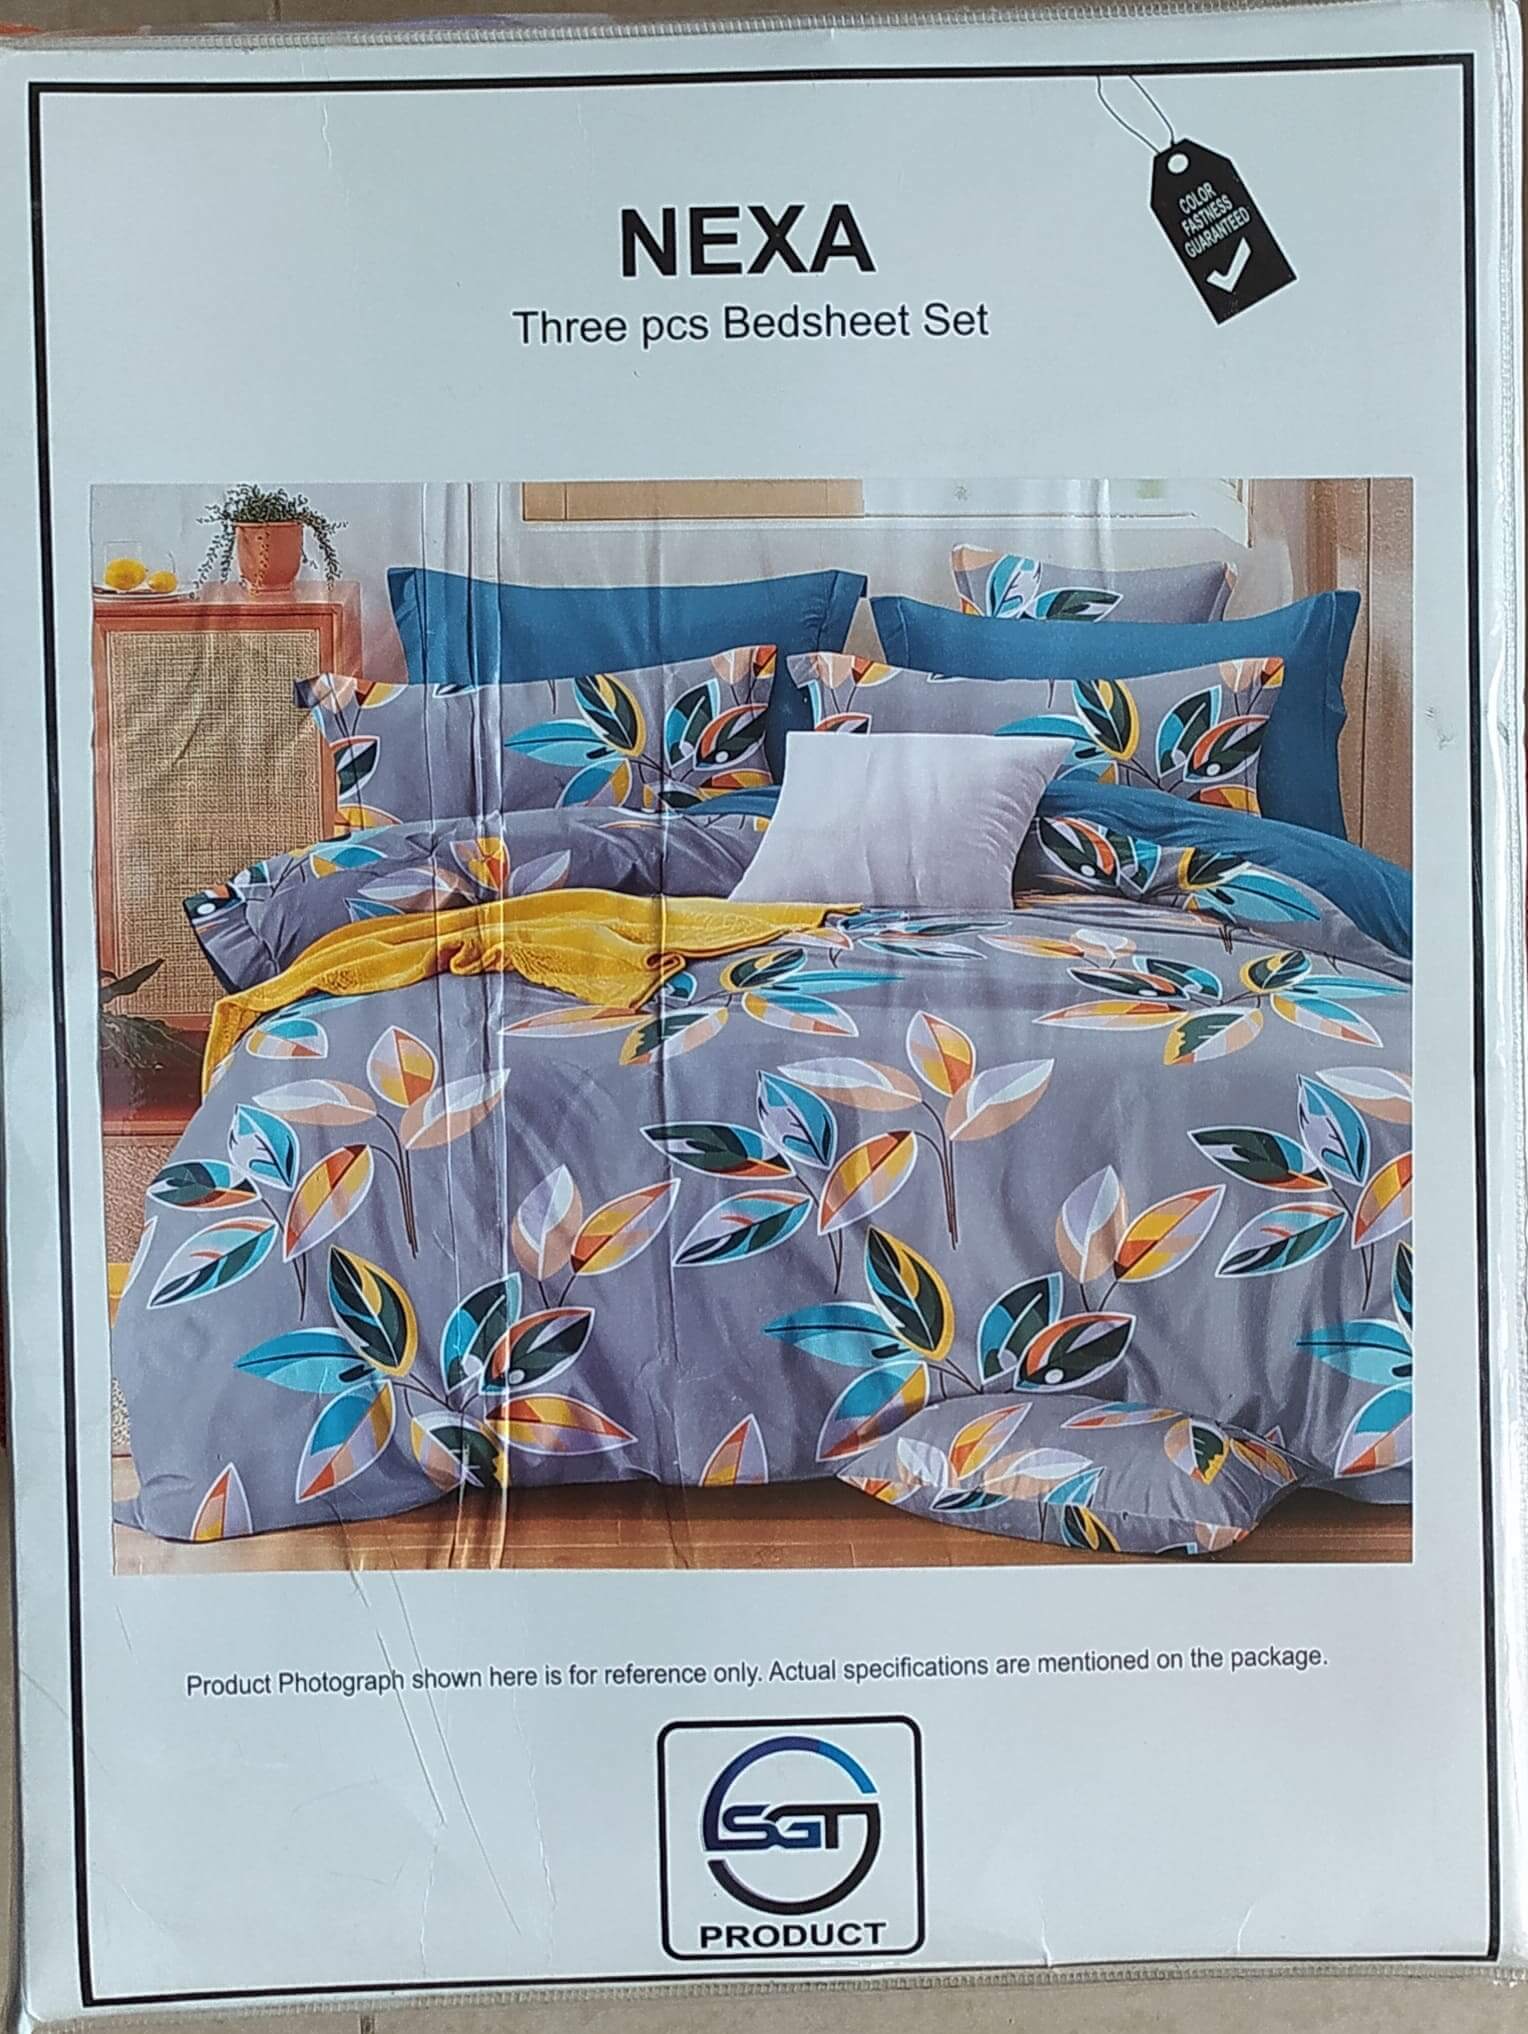 COLOR
FASTNESS
GUARANTEED
NEXA
Three pcs Bedsheet Set
Product Photograph shown here is for reference only. Actual specifications are mentioned on the package.
SGT
PRODUCT